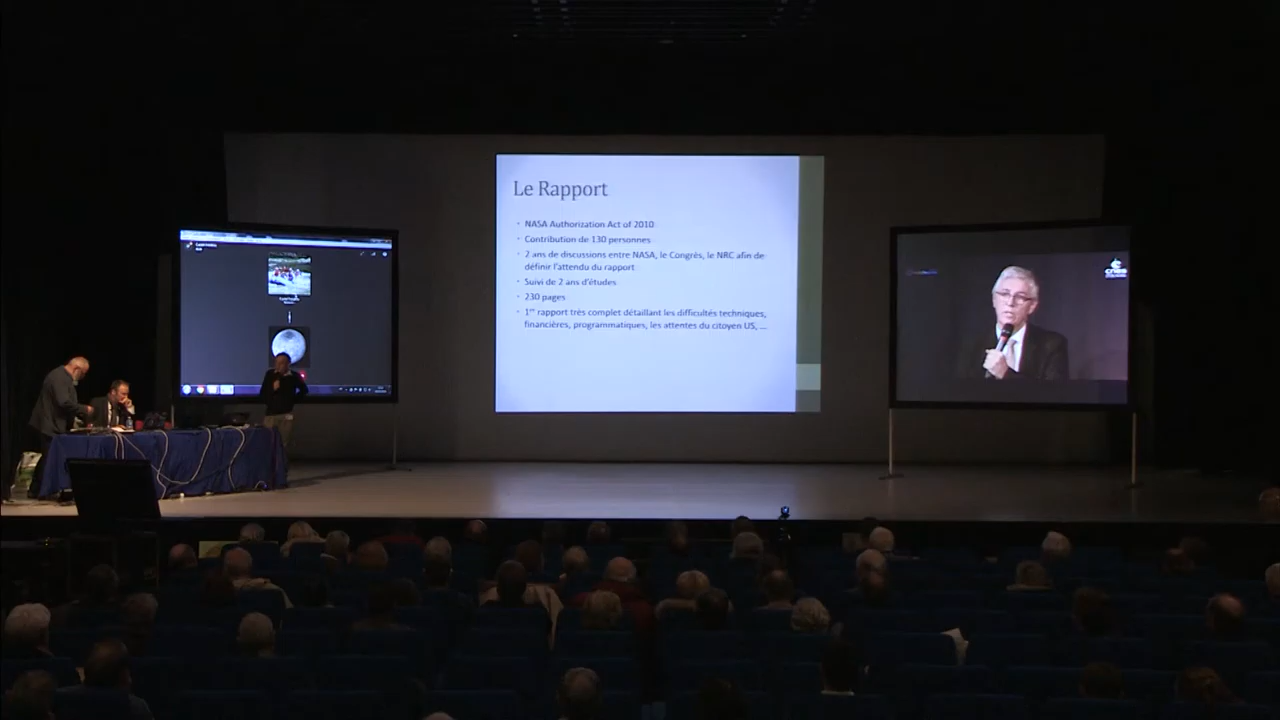 Le Rapport
• NASA Authorization Act of 2010
• Contribution de 130 personnes
• 2 ans de discussions entre NASA, le Congrès, le NRC afin de
définir l'attendu du rapport
• Suivi de 2 ans d'études
• 230 pages
• 1er rapport très complet détaillant les difficultés techniques,
financières, programmatiques, les attentes du citoyen US, ...
cnes